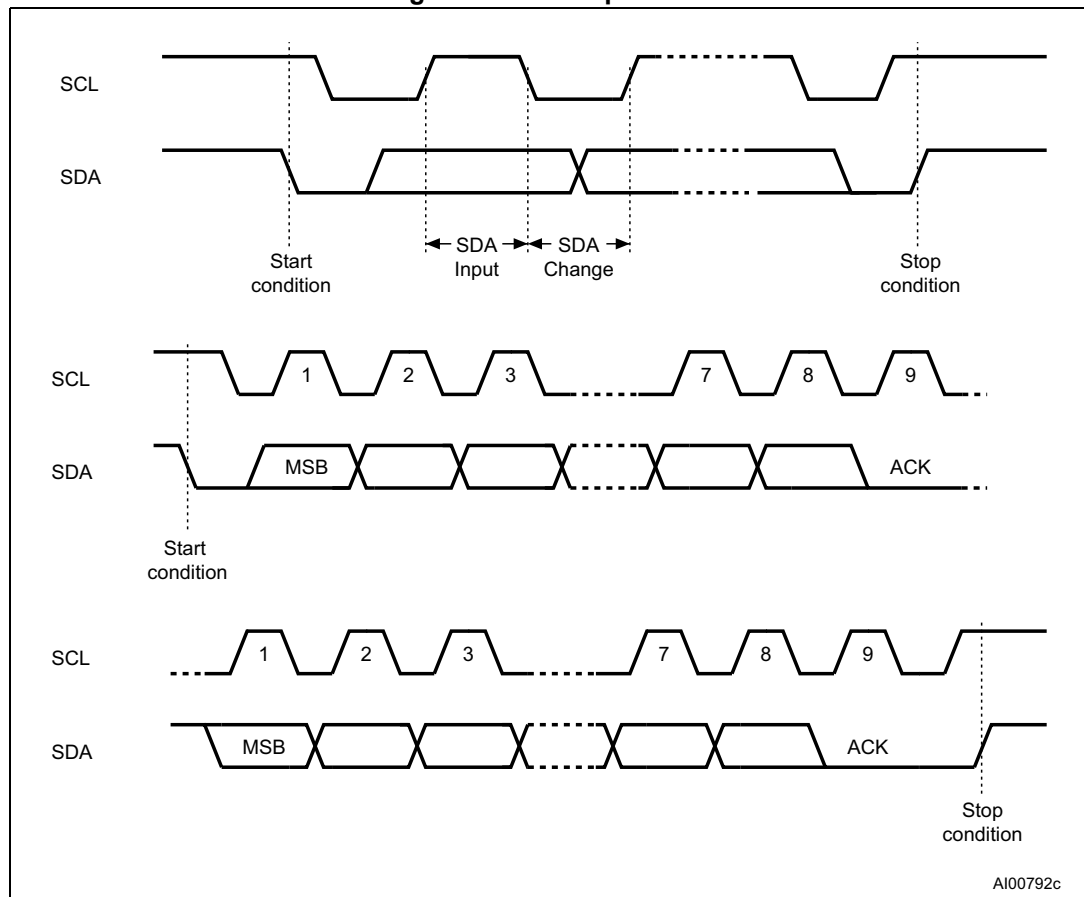 SCL
SDA
SDA SDA
Input Change
Start
condition
Stop
condition
SCL
1 2 3 7 8 9
SDA
MSB ACK
Start
condition
SCL
1 2 3 7 8 9
SDA
MSB ACK
Stop
condition
AI00792c